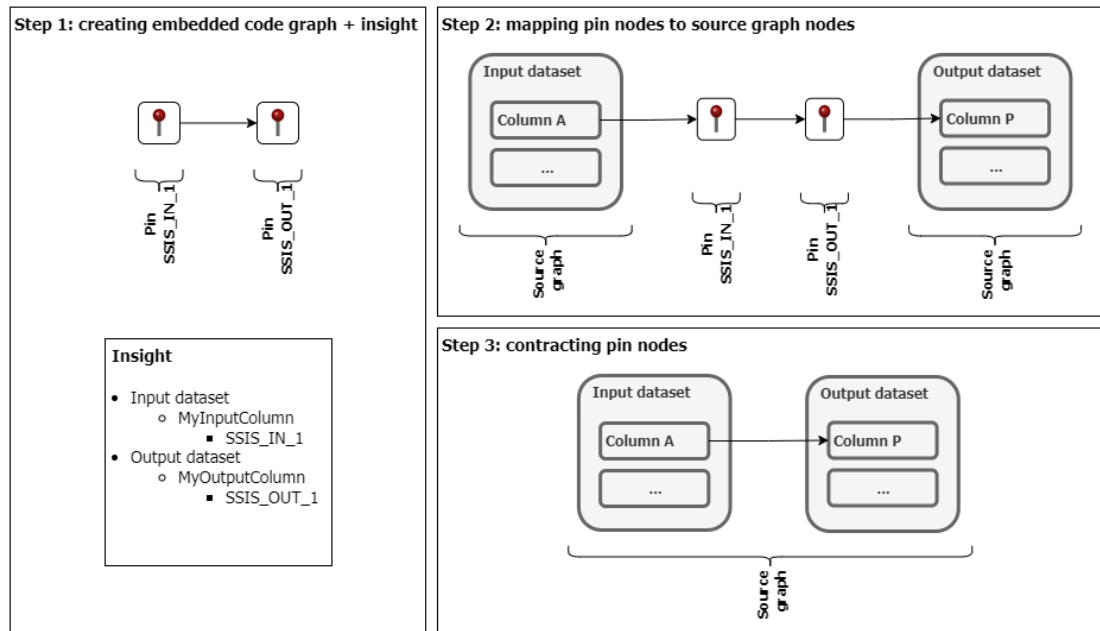 Step 1: creating embedded code graph + insight
Pin
SSIS_IN_1
Pin
SSIS_OUT_1
Insight
Input dataset
MyInputColumn
SSIS_IN_1
Output dataset
MyOutputColumn
SSIS_OUT_1
Step 2: mapping pin nodes to source graph nodes
Input dataset
Column A
...
Source
graph
Pin
SSIS_IN_1
Pin
SSIS_OUT_1
Output dataset
Column P
...
Source
graph
Step 3: contracting pin nodes
Input dataset
Column A
...
Output dataset
Column P
...
Source
graph